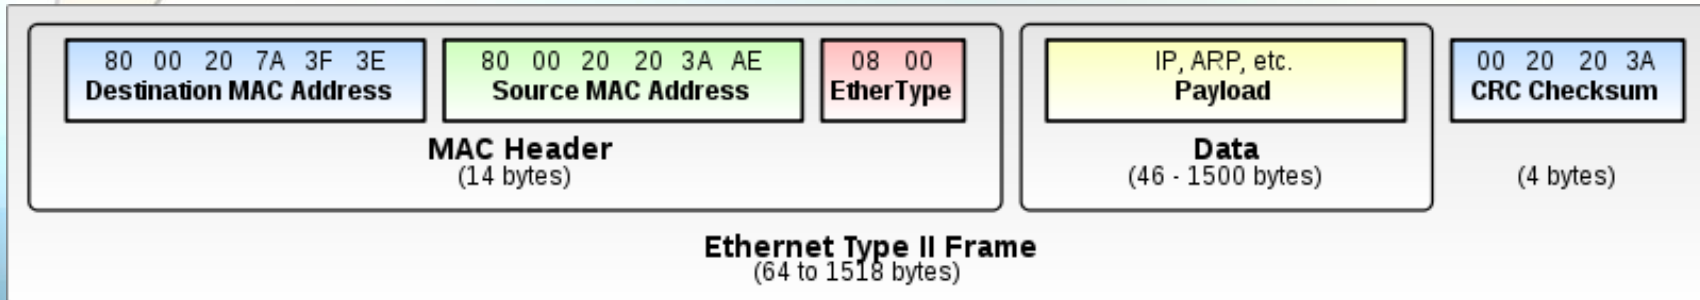 80 00 20 7A 3F 3E
Destination MAC Address
80 00 20 20 3A AE
Source MAC Address
08 00
EtherType
MAC Header
(14 bytes)
IP, ARP, etc.
Payload
Data
(46 - 1500 bytes)
00 20 20 3A
CRC Checksum
(4 bytes)
Ethernet Type II Frame
(64 to 1518 bytes)